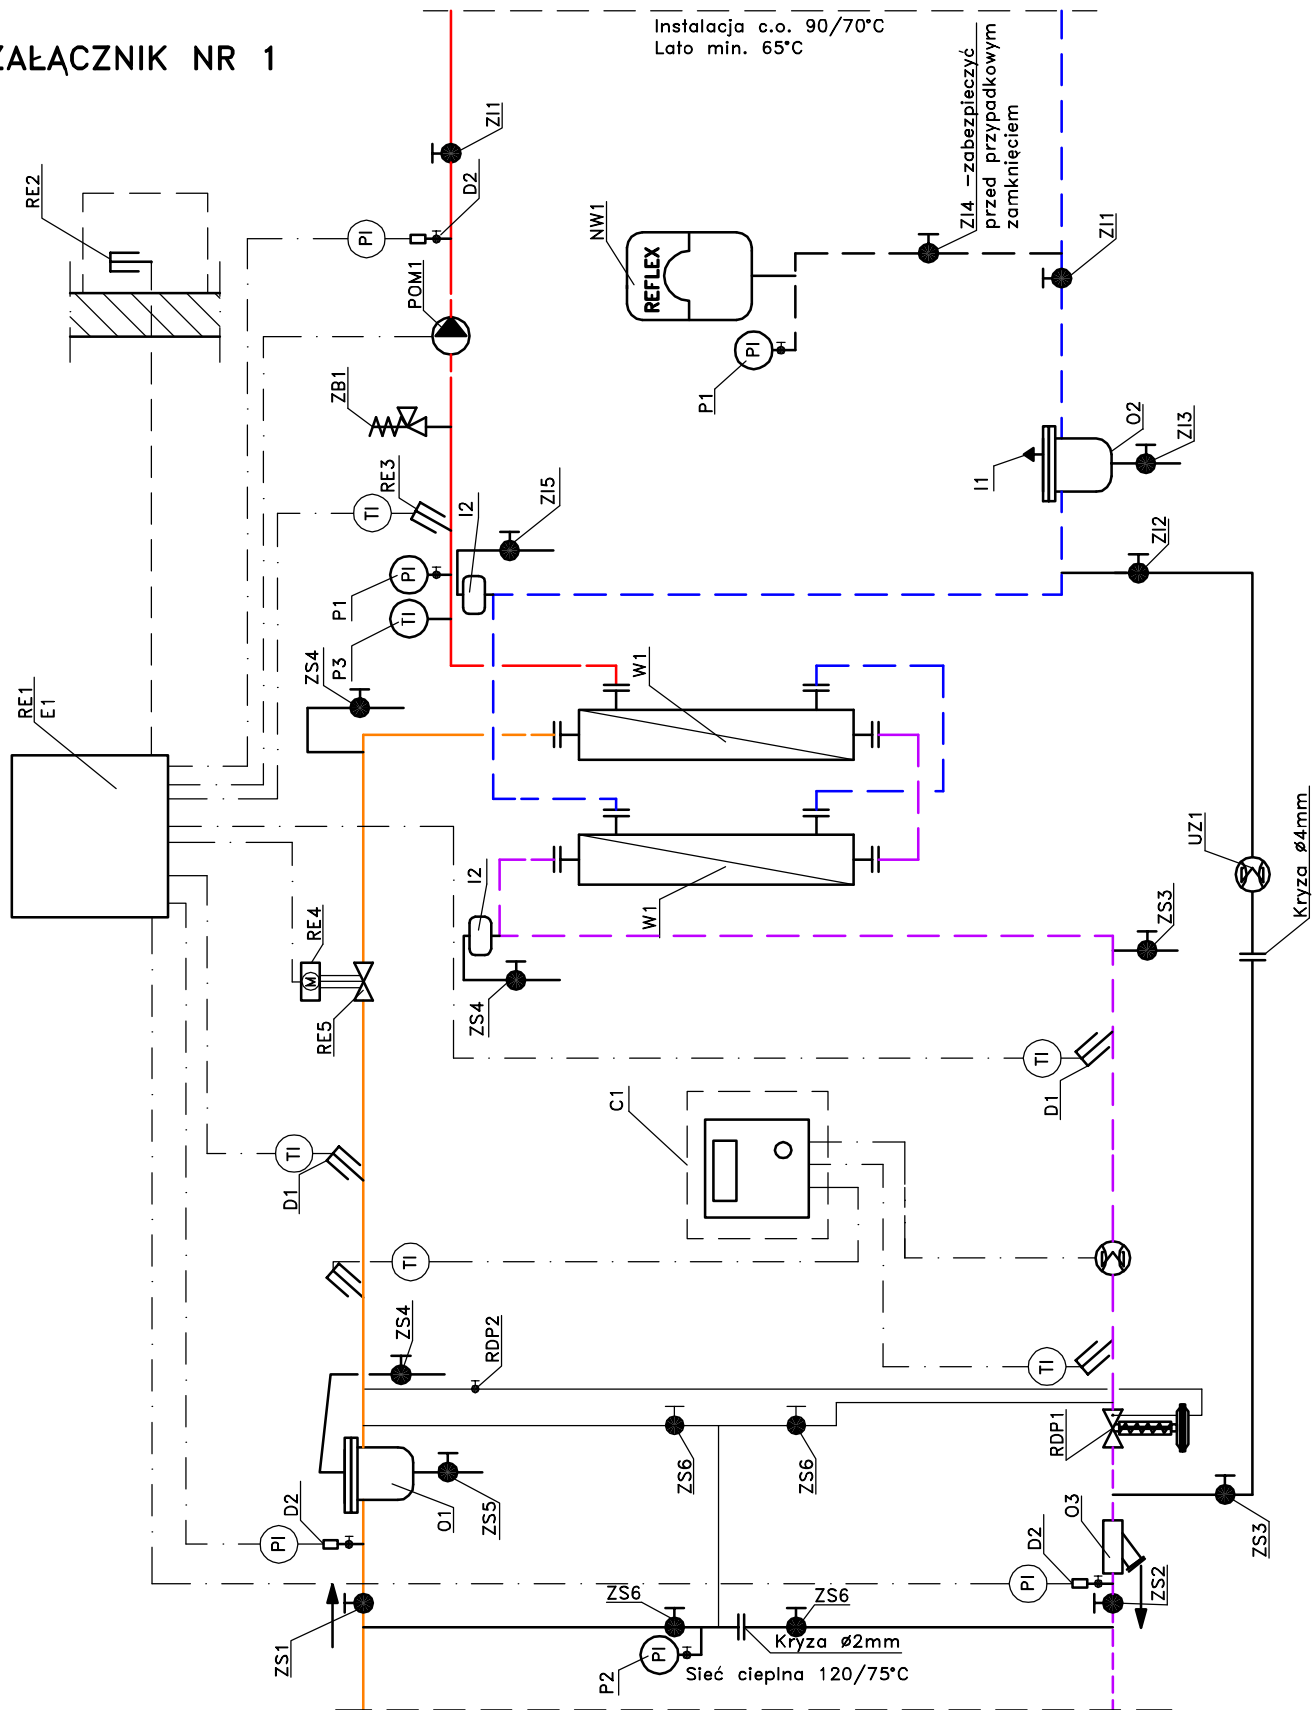 ZAŁĄCZNIK NR 1
Instalacja c.o. 90/70°C
Lato min. 65°C
ZI1
ZI4 -zabezpieczyć
przed przypadkowym
zamknięciem
RE2
D2
PI
NW1
REFLEX
ZI1
POM1
PI
P1
ZB1
O2
ZI3
I1
RE3
TI
I2
ZI5
ZI2
PI
P1
TI
P3
ZS4
W1
RE1
E1
UZ1
Kryza ø4mm
W1
I2
RE4
M
RE5
ZS4
ZS3
TI
D1
C1
TI
D1
TI
ZS4
RDP2
TI
RDP1
ZS6
ZS6
O1
ZS5
D2
PI
O3
D2
PI
ZS3
ZS2
ZS6
ZS6
ZS1
PI
P2
Kryza ø2mm
Sieć cieplna 120/75°C